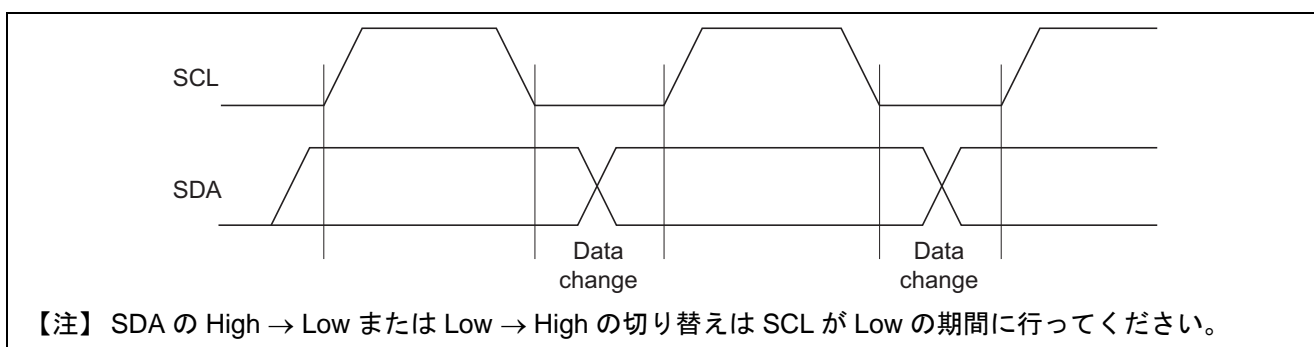 SCL
SDA
Data
change
Data
change
【注】 SDA の High → Low または Low → High の切り替えは SCL が Low の期間に行ってください。